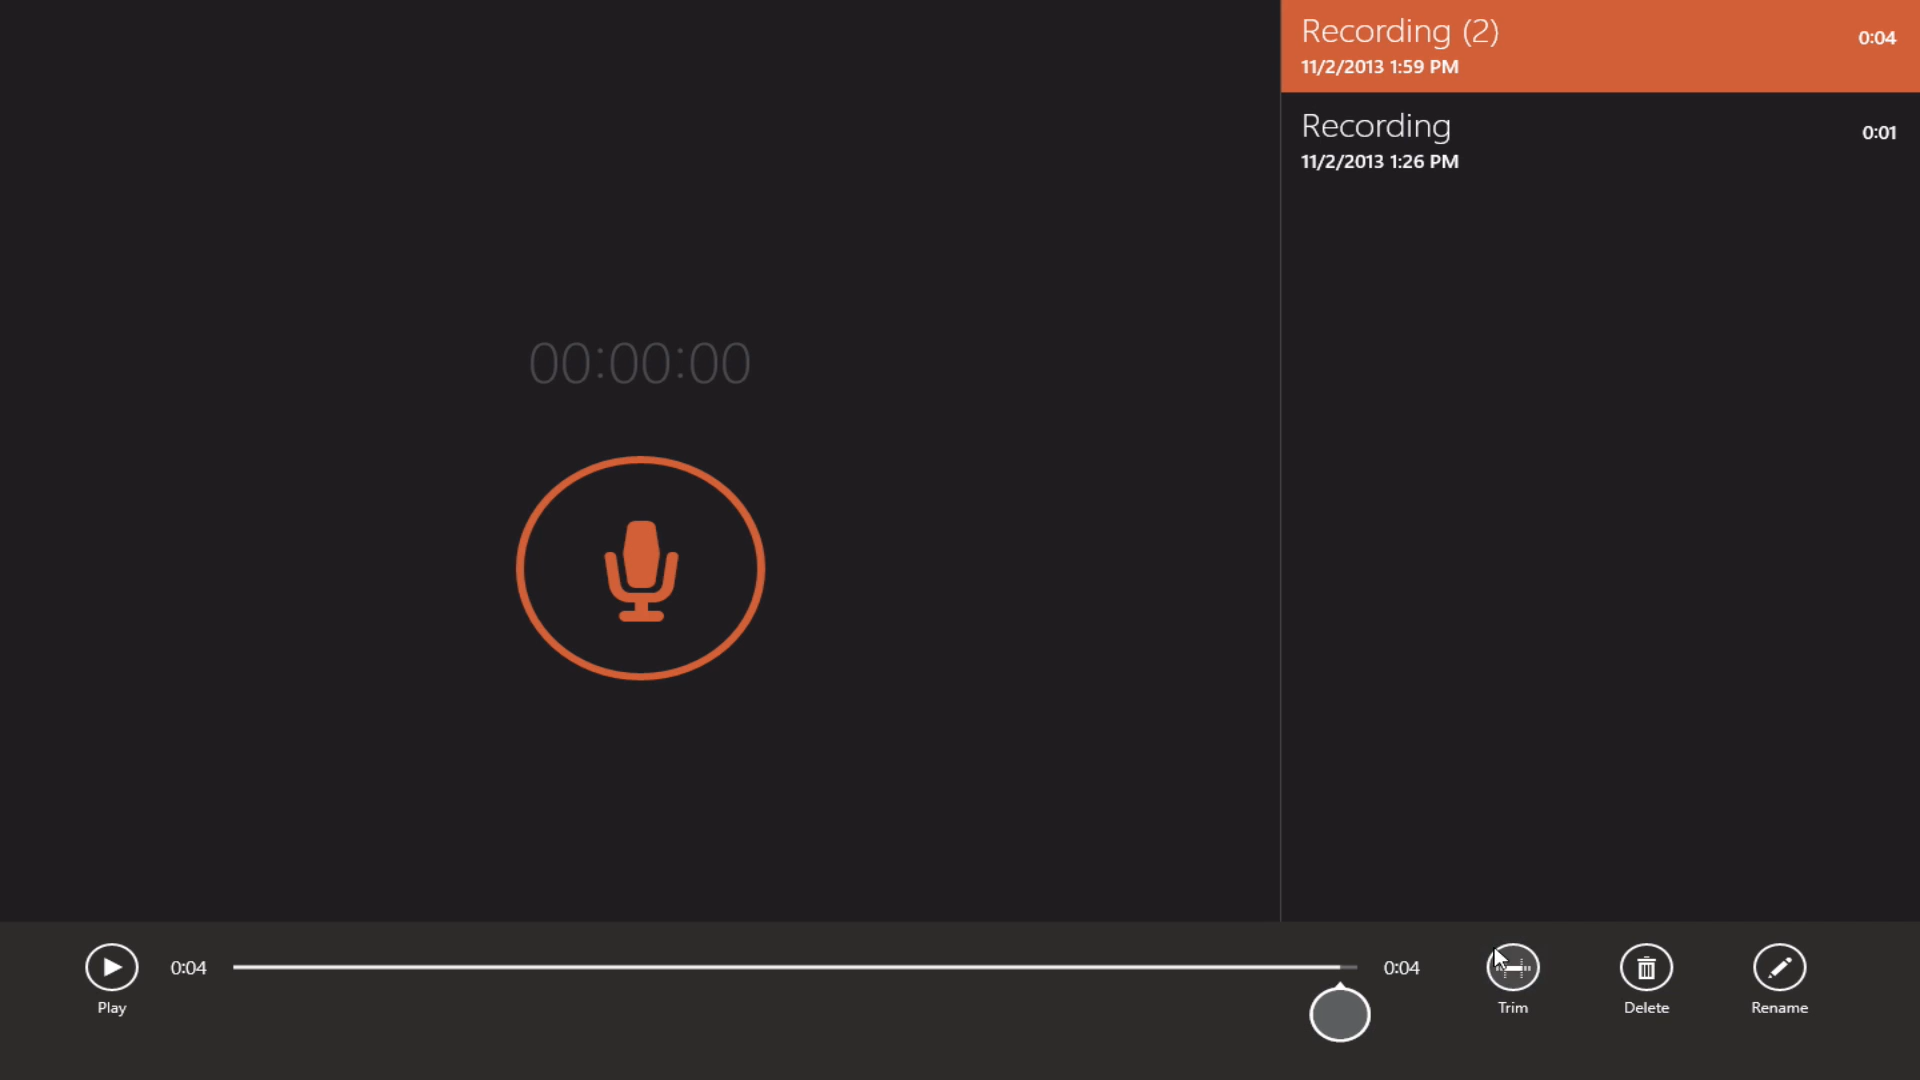 Recording (2)
0:04
11/2/2013 1:59 PM
Recording
0:01
11/2/2013 1:26 PM
00:00:00
0:04
0:04
Play
Trim
Delete
Rename